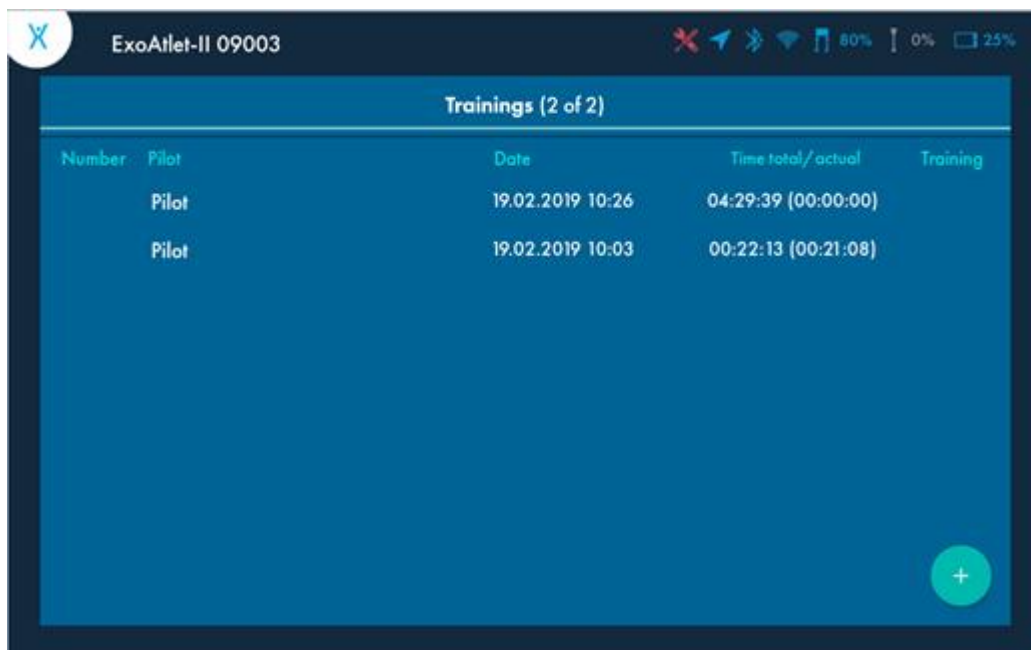 ExoAtlet-II 09003 80% 0% 25%
Trainings (2 of 2)
Number Pilot Date Time total/actual Training
Pilot 19.02.2019 10:26 04:29:39 (00:00:00)
Pilot 19.02.2019 10:03 00:22:13 (00:21:08)
+